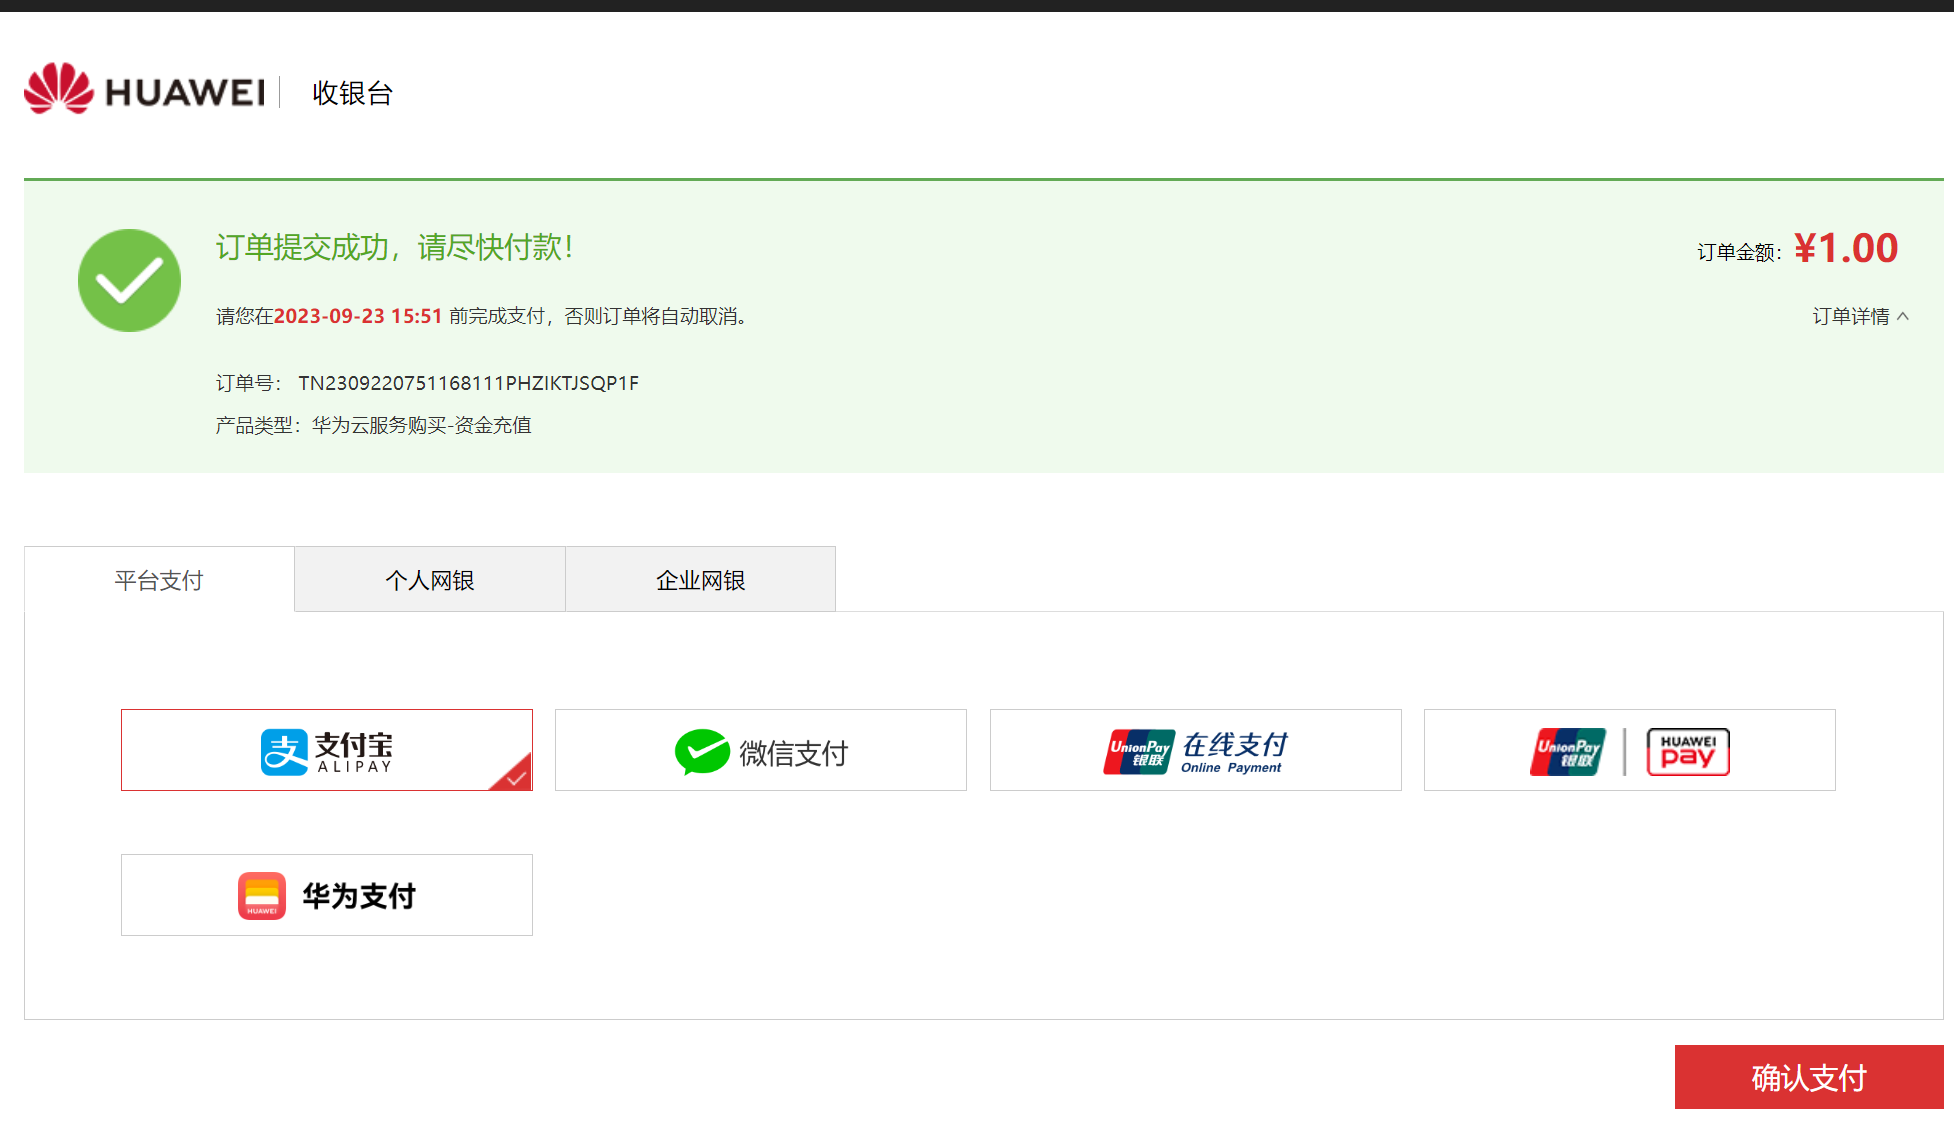 HUAWEI 收银台
订单提交成功，请尽快付款！
订单金额：¥1.00
请您在2023-09-23 15:51 前完成支付，否则订单将自动取消。
订单详情
订单号： TN2309220751168111PHZIKTJSQP1F
产品类型：华为云服务购买-资金充值
平台支付
个人网银
企业网银
支 支付宝
ALIPAY
微信支付
UnionPay 银联 在线支付
Online Payment
UnionPay 银联
HUAWEI pay
HUAWEI 华为支付
确认支付